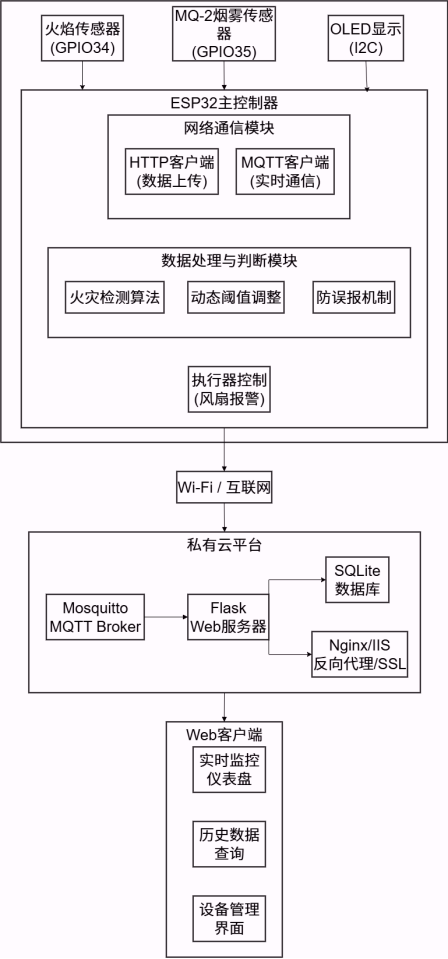 火焰传感器
(GPIO34)
MQ-2烟雾传感
器
(GPIO35)
OLED显示
(I2C)
ESP32主控制器
网络通信模块
HTTP客户端
(数据上传)
MQTT客户端
(实时通信)
数据处理与判断模块
火灾检测算法
动态阈值调整
防误报机制
执行器控制
(风扇报警)
Wi-Fi / 互联网
私有云平台
Mosquitto
MQTT Broker
Flask
Web服务器
SQLite
数据库
Nginx/IIS
反向代理/SSL
Web客户端
实时监控
仪表盘
历史数据
查询
设备管理
界面